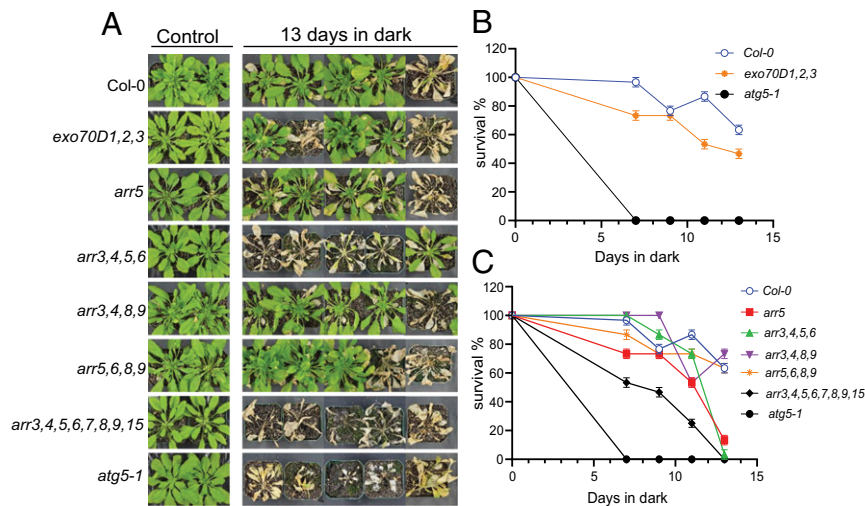 A
Control
13 days in dark
Col-0
exo70D1,2,3
arr5
arr3,4,5,6
arr3,4,8,9
arr5,6,8,9
arr3,4,5,6,7,8,9,15
atg5-1
B
120
100
80
60
40
20
0
survival %
0
5
10
15
Days in dark
Col-0
exo70D1,2,3
atg5-1
C
120
100
80
60
40
20
0
survival %
0
5
10
15
Days in dark
Col-0
arr5
arr3,4,5,6
arr3,4,8,9
arr5,6,8,9
arr3,4,5,6,7,8,9,15
atg5-1